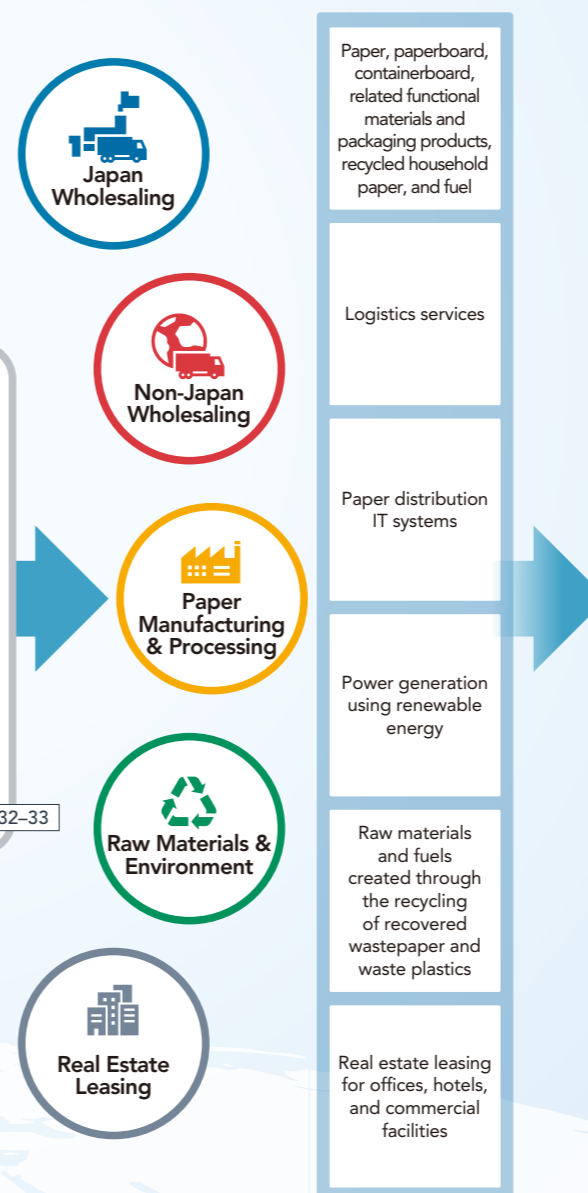 Japan
Wholesaling
Non-Japan
Wholesaling
Paper
Manufacturing
& Processing
32–33
Raw Materials &
Environment
Real Estate
Leasing
Paper, paperboard,
containerboard,
related functional
materials and
packaging products,
recycled household
paper, and fuel
Logistics services
Paper distribution
IT systems
Power generation
using renewable
energy
Raw materials
and fuels
created through
the recycling
of recovered
wastepaper and
waste plastics
Real estate leasing
for offices, hotels,
and commercial
facilities